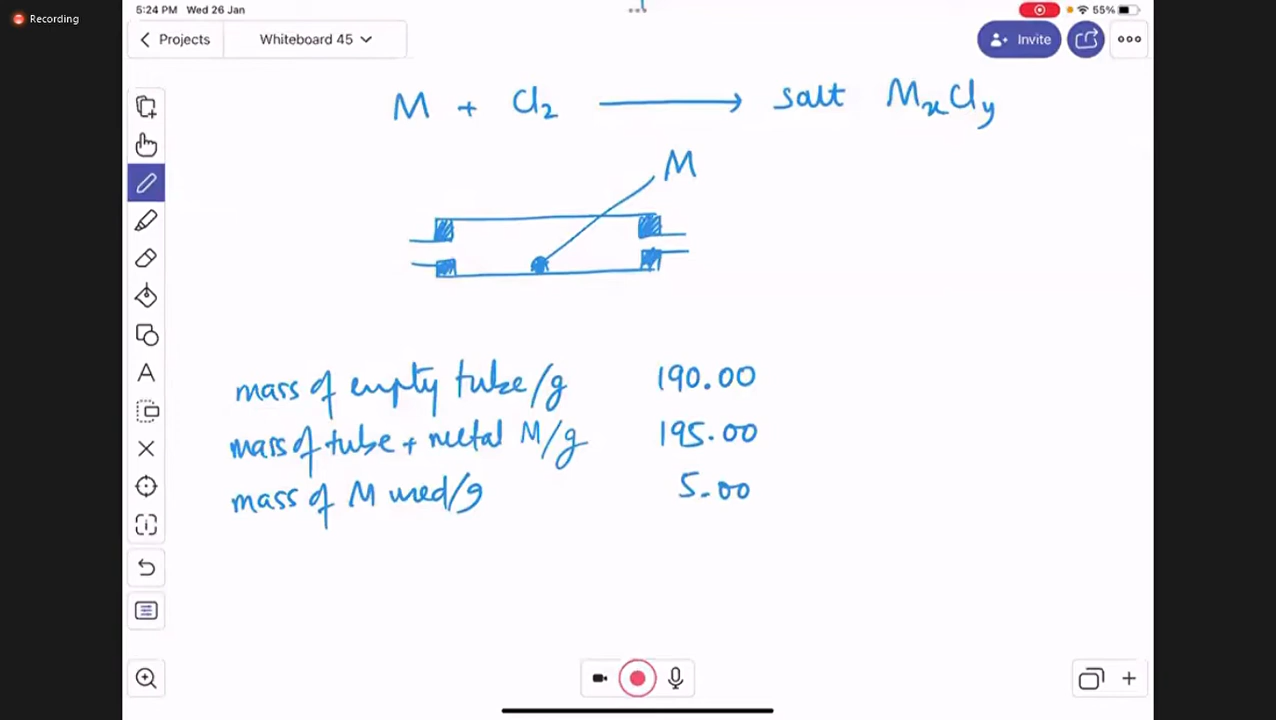 Recording
5:24 PM Wed 26 Jan
55%
Projects
Whiteboard 45
Invite
M + Cl2 → salt MxCly
M
mass of empty tube/g 190.00
mass of tube + metal M/g 195.00
mass of M used/g 5.00
A